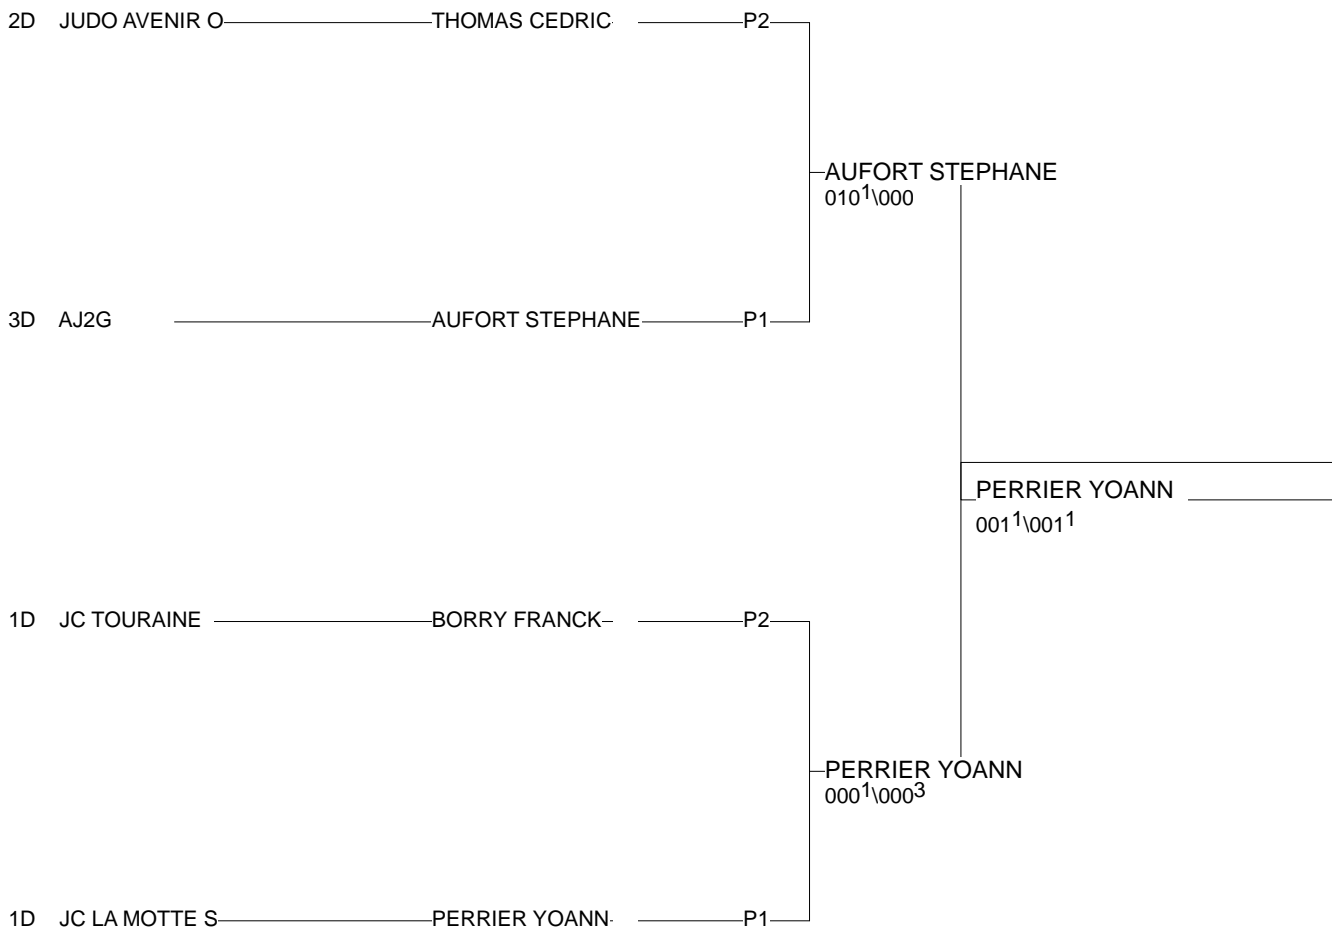 2D JUDO AVENIR O THOMAS CEDRIC P2
AUFORT STEPHANE
010¹\000
3D AJ2G AUFORT STEPHANE P1
PERRIER YOANN
001¹\001¹
1D JC TOURAINE BORRY FRANCK P2
PERRIER YOANN
000¹\000³
1D JC LA MOTTE S PERRIER YOANN P1